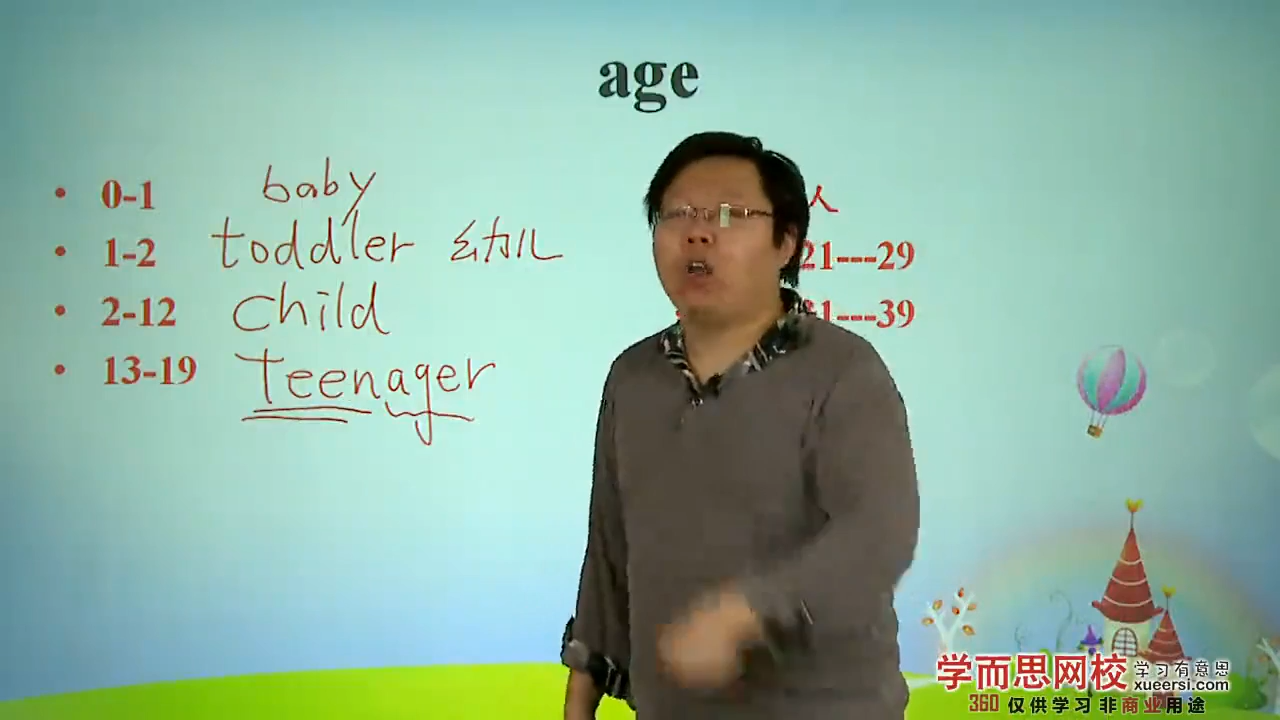 age
0-1 baby
1-2 toddler 幼儿
2-12 child
13-19 Teenager
人
21---29
31---39
学而思网校 学习有意思
xueersi.com
360 仅供学习 非商业用途